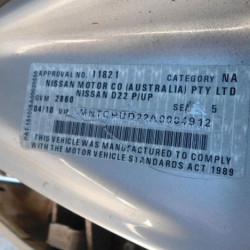 APPROVAL NO. 11821 CATEGORY NA
NISSAN MOTOR CO (AUSTRALIA) PTY LTD
NISSAN D22 P/UP
GVM 2860 SEATS 5
04/10 VIN
THIS VEHICLE WAS MANUFACTURED TO COMPLY
WITH THE MOTOR VEHICLE STANDARDS ACT 1989